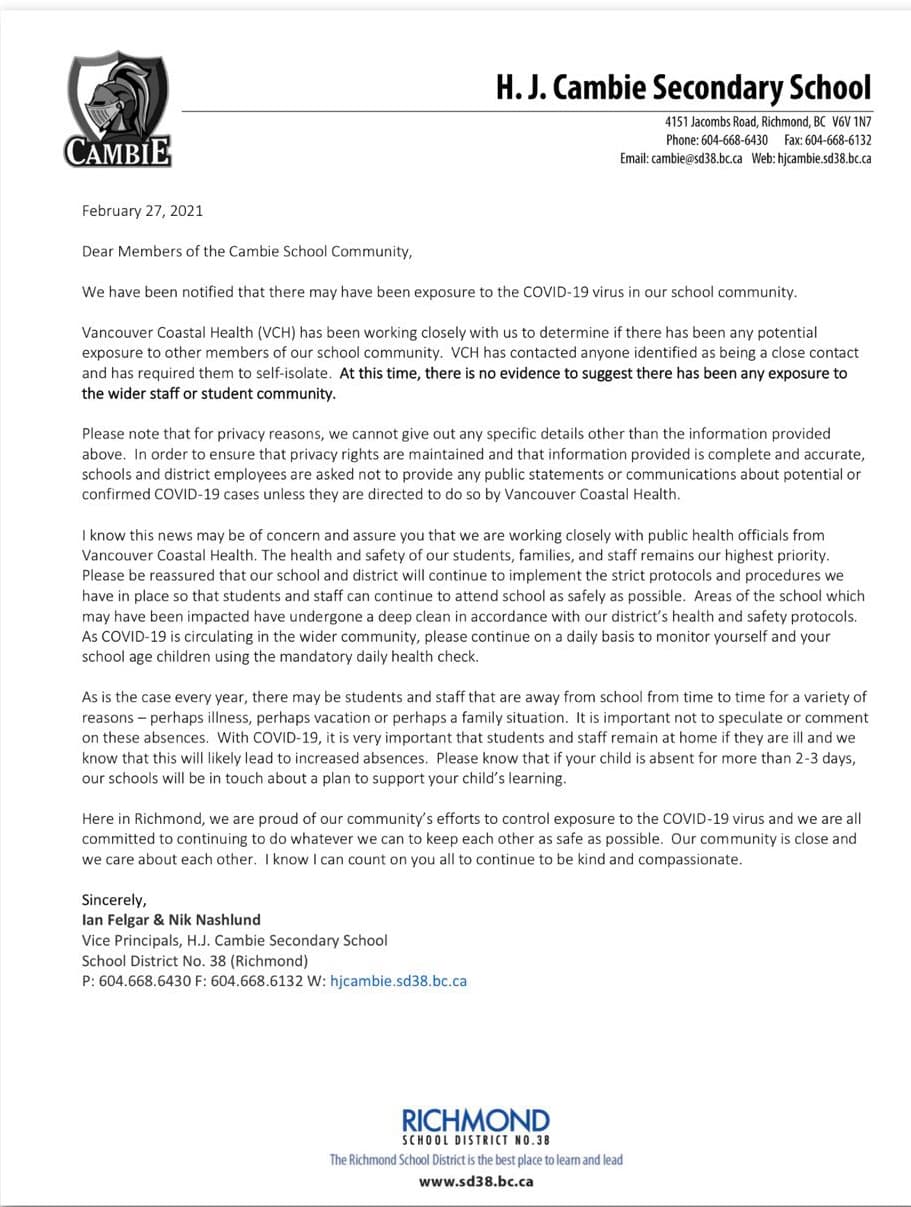 CAMBIE
H. J. Cambie Secondary School
4151 Jacombs Road, Richmond, BC  V6V 1N7
Phone: 604-668-6430    Fax: 604-668-6132
Email: cambie@sd38.bc.ca   Web: hjcambie.sd38.bc.ca
February 27, 2021
Dear Members of the Cambie School Community,
We have been notified that there may have been exposure to the COVID-19 virus in our school community.
Vancouver Coastal Health (VCH) has been working closely with us to determine if there has been any potential
exposure to other members of our school community.  VCH has contacted anyone identified as being a close contact
and has required them to self-isolate.  At this time, there is no evidence to suggest there has been any exposure to
the wider staff or student community.
Please note that for privacy reasons, we cannot give out any specific details other than the information provided
above.  In order to ensure that privacy rights are maintained and that information provided is complete and accurate,
schools and district employees are asked not to provide any public statements or communications about potential or
confirmed COVID-19 cases unless they are directed to do so by Vancouver Coastal Health.
I know this news may be of concern and assure you that we are working closely with public health officials from
Vancouver Coastal Health. The health and safety of our students, families, and staff remains our highest priority.
Please be reassured that our school and district will continue to implement the strict protocols and procedures we
have in place so that students and staff can continue to attend school as safely as possible.  Areas of the school which
may have been impacted have undergone a deep clean in accordance with our district's health and safety protocols.
As COVID-19 is circulating in the wider community, please continue on a daily basis to monitor yourself and your
school age children using the mandatory daily health check.
As is the case every year, there may be students and staff that are away from school from time to time for a variety of
reasons – perhaps illness, perhaps vacation or perhaps a family situation.  It is important not to speculate or comment
on these absences.  With COVID-19, it is very important that students and staff remain at home if they are ill and we
know that this will likely lead to increased absences.  Please know that if your child is absent for more than 2-3 days,
our schools will be in touch about a plan to support your child's learning.
Here in Richmond, we are proud of our community's efforts to control exposure to the COVID-19 virus and we are all
committed to continuing to do whatever we can to keep each other as safe as possible.  Our community is close and
we care about each other.  I know I can count on you all to continue to be kind and compassionate.
Sincerely,
Ian Felgar & Nik Nashlund
Vice Principals, H.J. Cambie Secondary School
School District No. 38 (Richmond)
P: 604.668.6430 F: 604.668.6132 W: hjcambie.sd38.bc.ca
RICHMOND
SCHOOL DISTRICT NO.38
The Richmond School District is the best place to learn and lead
www.sd38.bc.ca